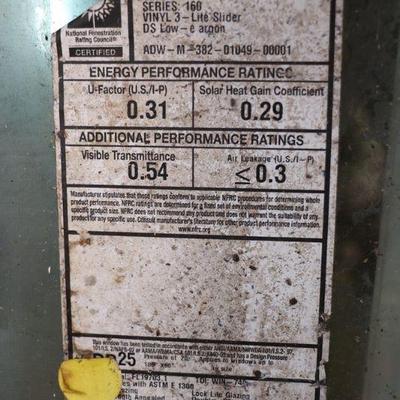 National Fenestration
Rating Council®
CERTIFIED
SERIES: 160
VINYL 3-Lite Slider
DS Low-e argon
ADW-M-382-01049-00001
ENERGY PERFORMANCE RATINGS
U-Factor (U.S./I-P)
0.31
Solar Heat Gain Coefficient
0.29
ADDITIONAL PERFORMANCE RATINGS
Visible Transmittance
0.54
Air Leakage (U.S./I-P)
≤ 0.3
Manufacturer stipulates that these ratings conform to applicable NFRC procedures for determining whole
product performance. NFRC ratings are determined for a fixed set of environmental conditions and a
specific product size. NFRC does not recommend any product and does not warrant the suitability of any
product for any specific use. Consult manufacturer's literature for other product performance information.
www.nfrc.org
This window has been tested in accordance with either
25
with ASTM E 1300
Lock Lite Glazing
Annealed